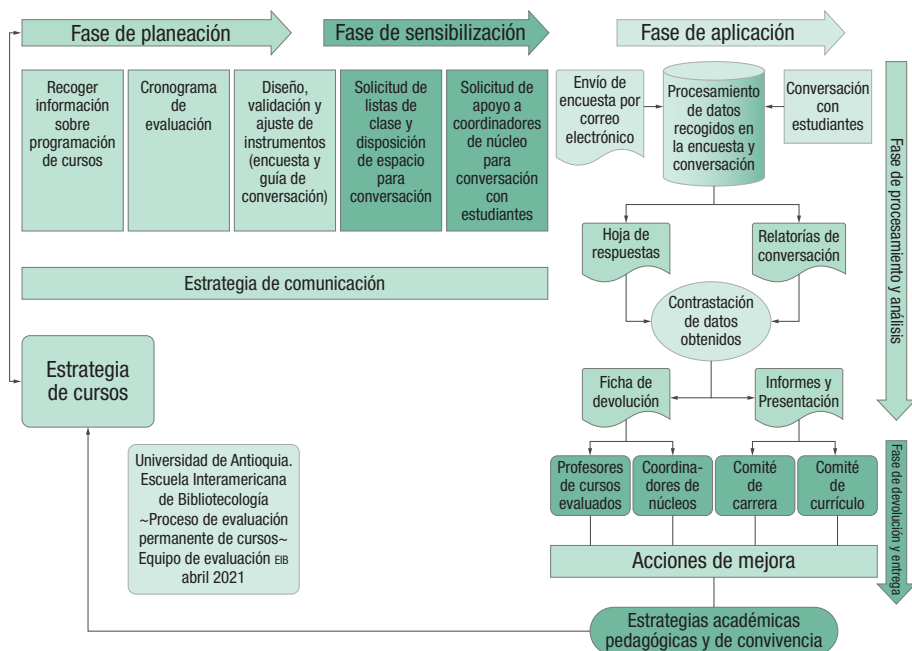 Fase de planeación
Fase de sensibilización
Fase de aplicación
Recoger
información
sobre
programación
de cursos
Cronograma
de
evaluación
Diseño,
validación y
ajuste de
instrumentos
(encuesta y
guía de
conversación)
Solicitud de
listas de
clase y
disposición
de espacio
para
conversación
Solicitud de
apoyo a
coordinadores
de núcleo
para
conversación
con
estudiantes
Envío de
encuesta por
correo
electrónico
Procesamiento
de datos
recogidos en
la encuesta y
conversación
Conversación
con
estudiantes
Fase de procesamiento y análisis
Hoja de
respuestas
Relatorías de
conversación
Estrategia de comunicación
Contrastación
de datos
obtenidos
Estrategia
de cursos
Ficha de
devolución
Informes y
Presentación
Universidad de Antioquia.
Escuela Interamericana
de Bibliotecología
~Proceso de evaluación
permanente de cursos~
Equipo de evaluación EIB
abril 2021
Profesores
de cursos
evaluados
Coordina-
dores de
núcleos
Comité
de
carrera
Comité
de
currículo
Fase de devolución y entrega
Acciones de mejora
Estrategias académicas
pedagógicas y de convivencia